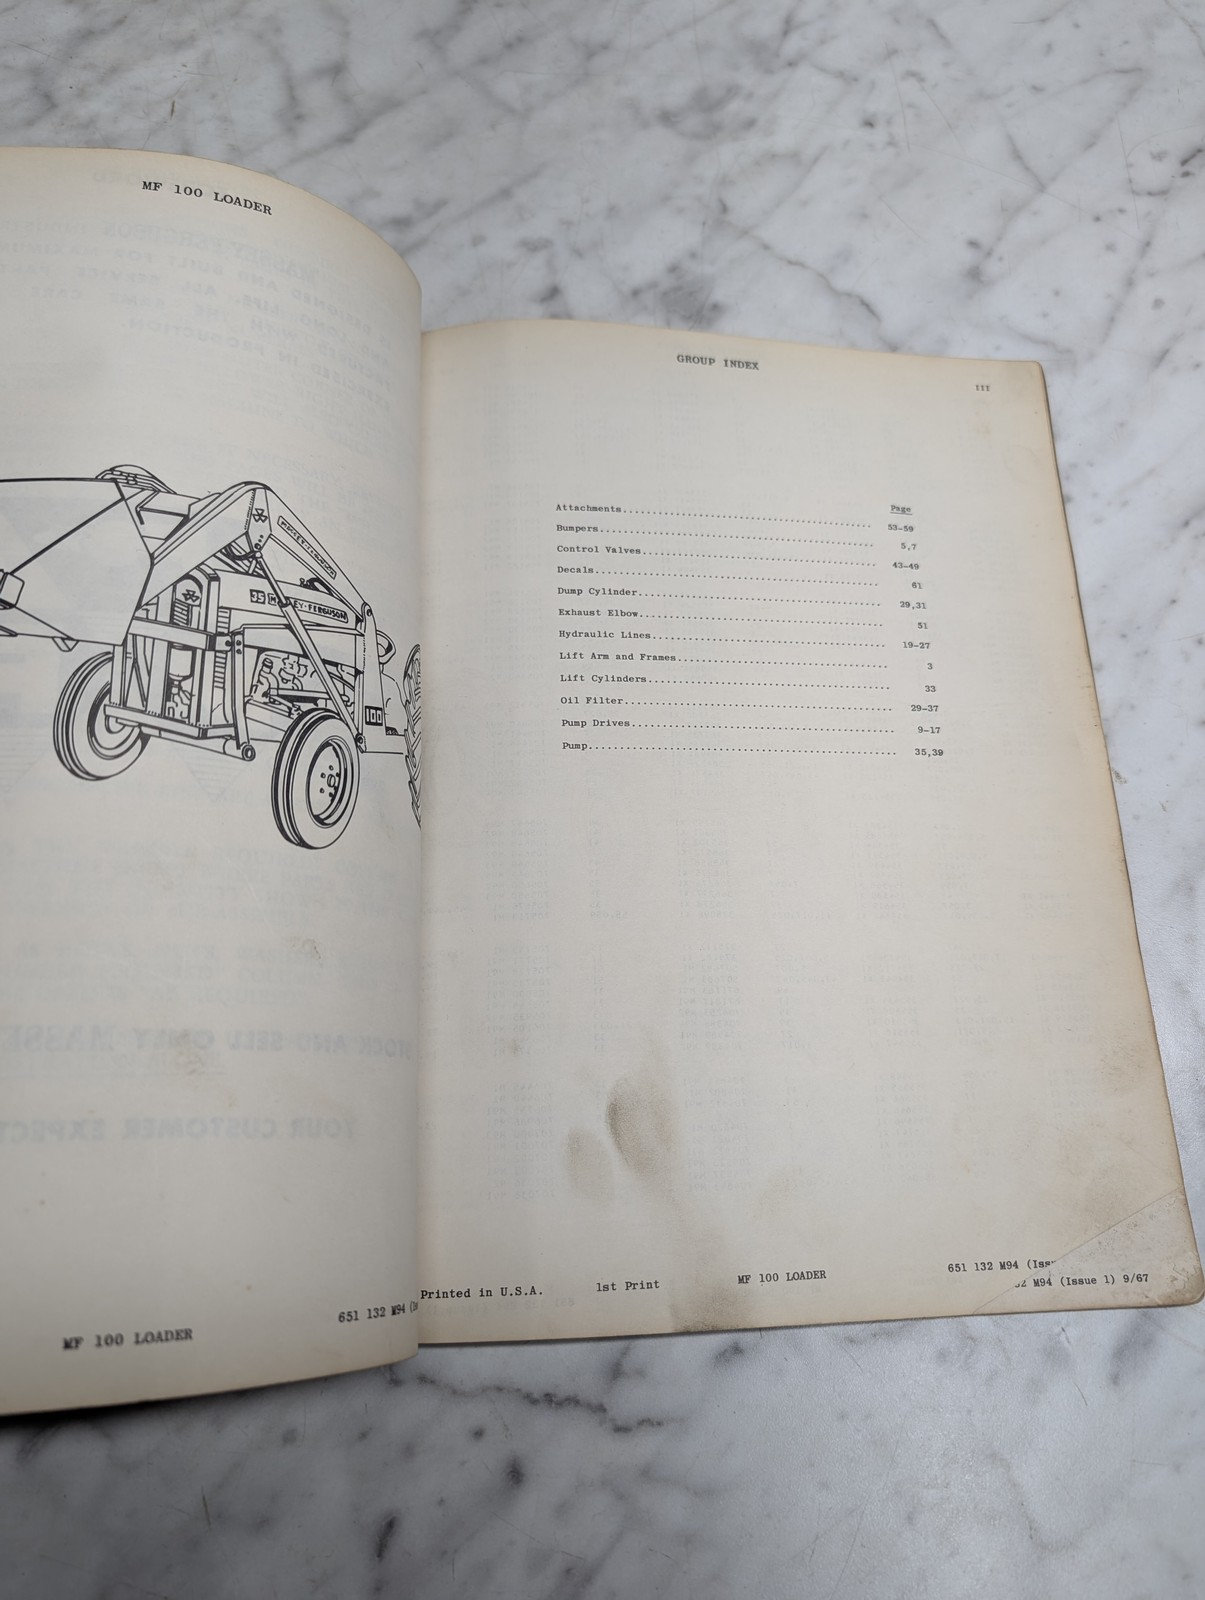 MF 100 LOADER
35 MASSEY-FERGUSON
100
651 132 M94
MF 100 LOADER
GROUP INDEX
III
Page
Attachments 53-59
Bumpers 5,7
Control Valves 43-49
Decals 61
Dump Cylinder 29,31
Exhaust Elbow 51
Hydraulic Lines 19-27
Lift Arm and Frames 3
Lift Cylinders 33
Oil Filter 29-37
Pump Drives 9-17
Pump 35,39
Printed in U.S.A. 1st Print MF 100 LOADER 651 132 M94
M94 (Issue 1) 9/67